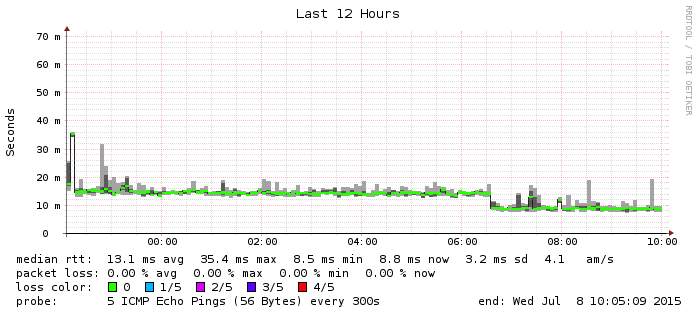 Last 12 Hours
RRDTOOL / TOBI OETIKER
Seconds
70 m
60 m
50 m
40 m
30 m
20 m
10 m
0
00:00 02:00 04:00 06:00 08:00 10:00
median rtt: 13.1 ms avg 35.4 ms max 8.5 ms min 8.8 ms now 3.2 ms sd 4.1 am/s
packet loss: 0.00 % avg 0.00 % max 0.00 % min 0.00 % now
loss color: 0 1/5 2/5 3/5 4/5
probe: 5 ICMP Echo Pings (56 Bytes) every 300s end: Wed Jul 8 10:05:09 2015